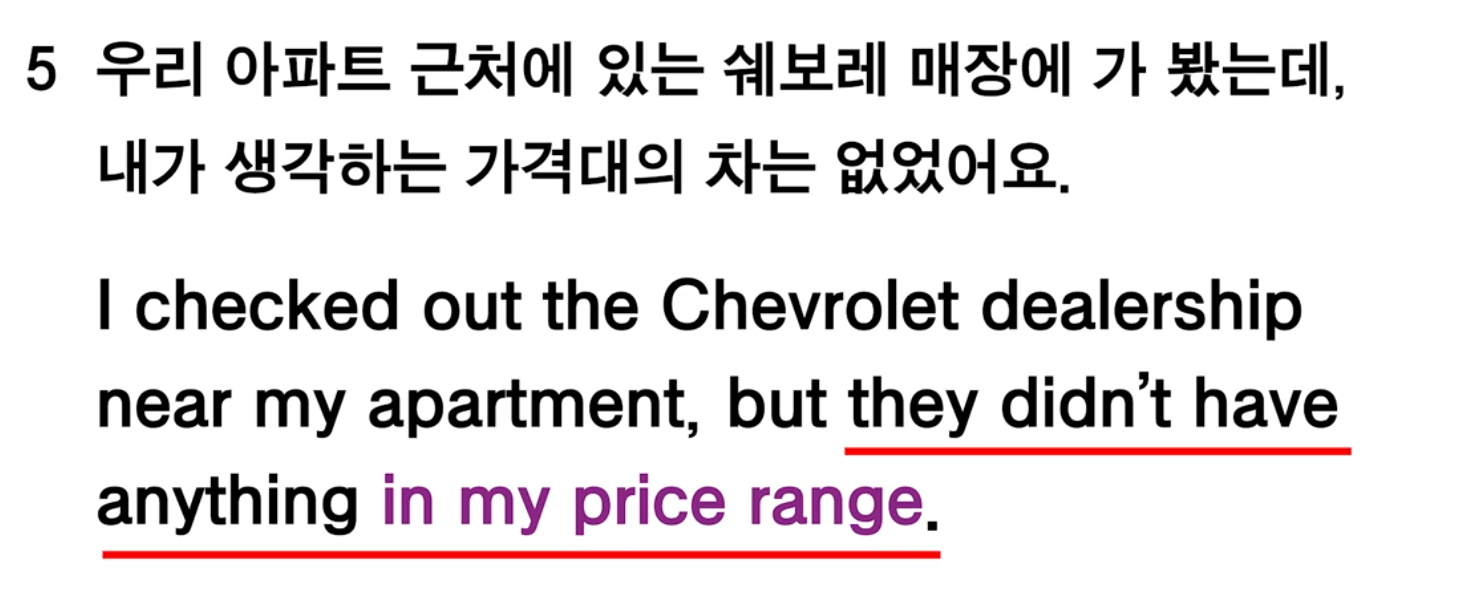 5 우리 아파트 근처에 있는 쉐보레 매장에 가 봤는데,
내가 생각하는 가격대의 차는 없었어요.
I checked out the Chevrolet dealership
near my apartment, but they didn’t have
anything in my price range.